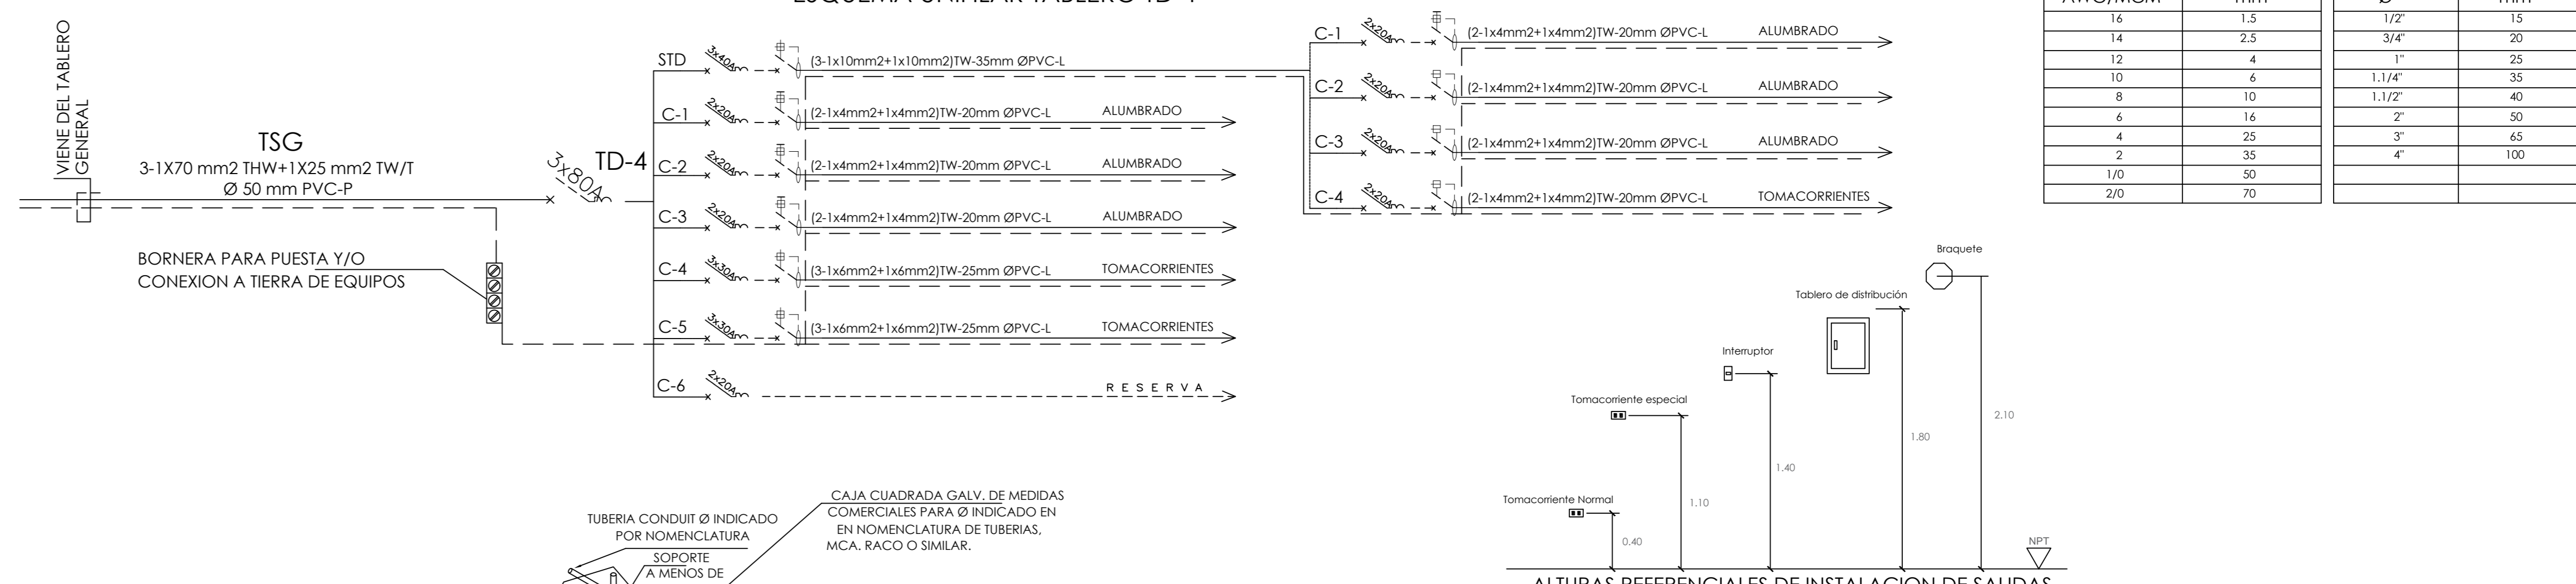 VIENE DEL TABLERO
GENERAL
TSG
3-1X70 mm2 THW+1X25 mm2 TW/T
Ø 50 mm PVC-P
BORNERA PARA PUESTA Y/O
CONEXION A TIERRA DE EQUIPOS
3x80A
TD-4
STD 3x40A (3-1x10mm2+1x10mm2)TW-35mm ØPVC-L
C-1 2x20A (2-1x4mm2+1x4mm2)TW-20mm ØPVC-L ALUMBRADO
C-2 2x20A (2-1x4mm2+1x4mm2)TW-20mm ØPVC-L ALUMBRADO
C-3 2x20A (2-1x4mm2+1x4mm2)TW-20mm ØPVC-L ALUMBRADO
C-4 3x30A (3-1x6mm2+1x6mm2)TW-25mm ØPVC-L TOMACORRIENTES
C-5 3x30A (3-1x6mm2+1x6mm2)TW-25mm ØPVC-L TOMACORRIENTES
C-6 2x20A R E S E R V A
C-1 2x20A (2-1x4mm2+1x4mm2)TW-20mm ØPVC-L ALUMBRADO
C-2 2x20A (2-1x4mm2+1x4mm2)TW-20mm ØPVC-L ALUMBRADO
C-3 2x20A (2-1x4mm2+1x4mm2)TW-20mm ØPVC-L ALUMBRADO
C-4 2x20A (2-1x4mm2+1x4mm2)TW-20mm ØPVC-L TOMACORRIENTES
16 1.5 1/2" 15
14 2.5 3/4" 20
12 4 1" 25
10 6 1.1/4" 35
8 10 1.1/2" 40
6 16 2" 50
4 25 3" 65
2 35 4" 100
1/0 50
2/0 70
Braquete
2.10
Tablero de distribución
1.80
Interruptor
1.40
Tomacorriente especial
1.10
Tomacorriente Normal
0.40
NPT
ALTURAS REFERENCIALES DE INSTALACION DE SALIDAS
TUBERIA CONDUIT Ø INDICADO
POR NOMENCLATURA
SOPORTE
A MENOS DE
CAJA CUADRADA GALV. DE MEDIDAS
COMERCIALES PARA Ø INDICADO EN
EN NOMENCLATURA DE TUBERIAS,
MCA. RACO O SIMILAR.